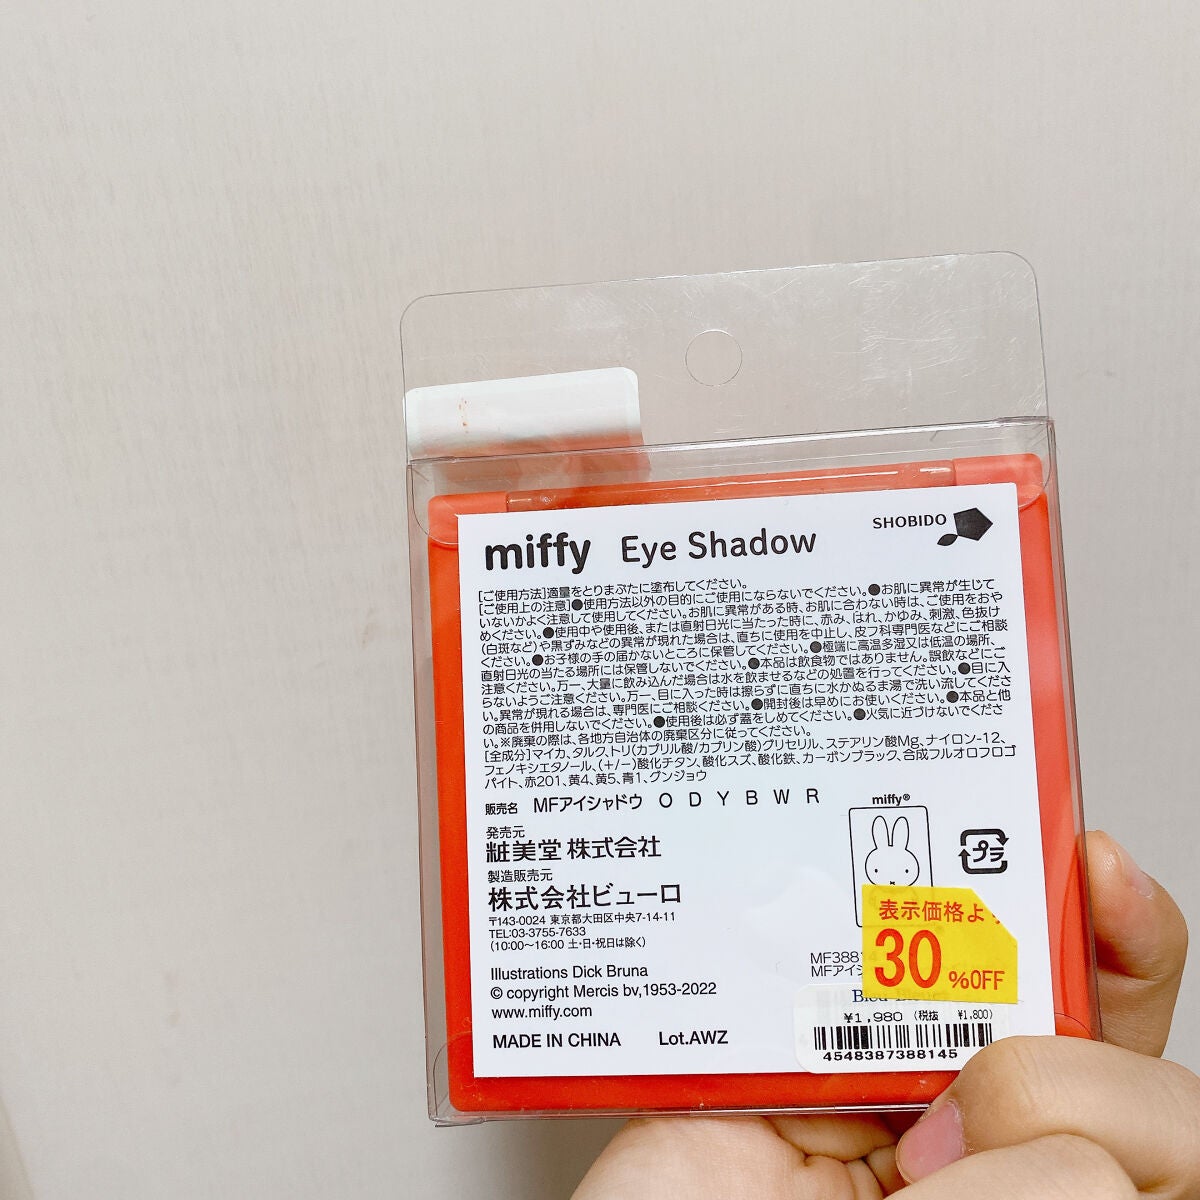 miffy Eye Shadow
SHOBIDO
[ご使用方法]適量をとりまぶたに塗布してください。
[ご使用上の注意]●使用方法以外の目的にご使用にならないでください。●お肌に異常が生じて
いないかよく注意して使用してください。お肌に異常がある時、お肌に合わない時は、ご使用をおや
めください。●使用中や使用後、または直射日光に当たった時に、赤み、はれ、かゆみ、刺激、色抜け
(白斑など)や黒ずみなどの異常が現れた場合は、直ちに使用を中止し、皮フ科専門医などにご相談
ください。●お子様の手の届かないところに保管してください。●極端に高温多湿又は低温の場所、
直射日光の当たる場所には保管しないでください。●本品は飲食物ではありません。誤飲などにご
注意ください。万一、大量に飲み込んだ場合は水を飲ませるなどの処置を行ってください。●目に入
らないようご注意ください。万一、目に入った時は擦らずに直ちに水かぬるま湯で洗い流してくださ
い。異常が現れる場合は、専門医にご相談ください。●開封後は早めにお使いください。●本品と他
の商品を併用しないでください。●使用後は必ず蓋をしめてください。●火気に近づけないでくださ
い。※廃棄の際は、各地方自治体の廃棄区分に従ってください。
[全成分]マイカ、タルク、トリ(カプリル酸/カプリン酸)グリセリル、ステアリン酸Mg、ナイロン-12、
フェノキシエタノール、(+/-)酸化チタン、酸化スズ、酸化鉄、カーボンブラック、合成フルオロフロゴ
パイト、赤201、黄4、黄5、青1、グンジョウ
販売名 MFアイシャドウ O D Y B W R
発売元
粧美堂 株式会社
製造販売元
株式会社ビューロ
〒143-0024 東京都大田区中央7-14-11
TEL:03-3755-7633
(10:00〜16:00 土・日・祝日は除く)
Illustrations Dick Bruna
© copyright Mercis bv,1953-2022
www.miffy.com
MADE IN CHINA Lot.AWZ
miffy®
プラ
表示価格よ
30%OFF
MF3881
MFアイシ
¥1,980 (税抜 ¥1,800)
4548387388145